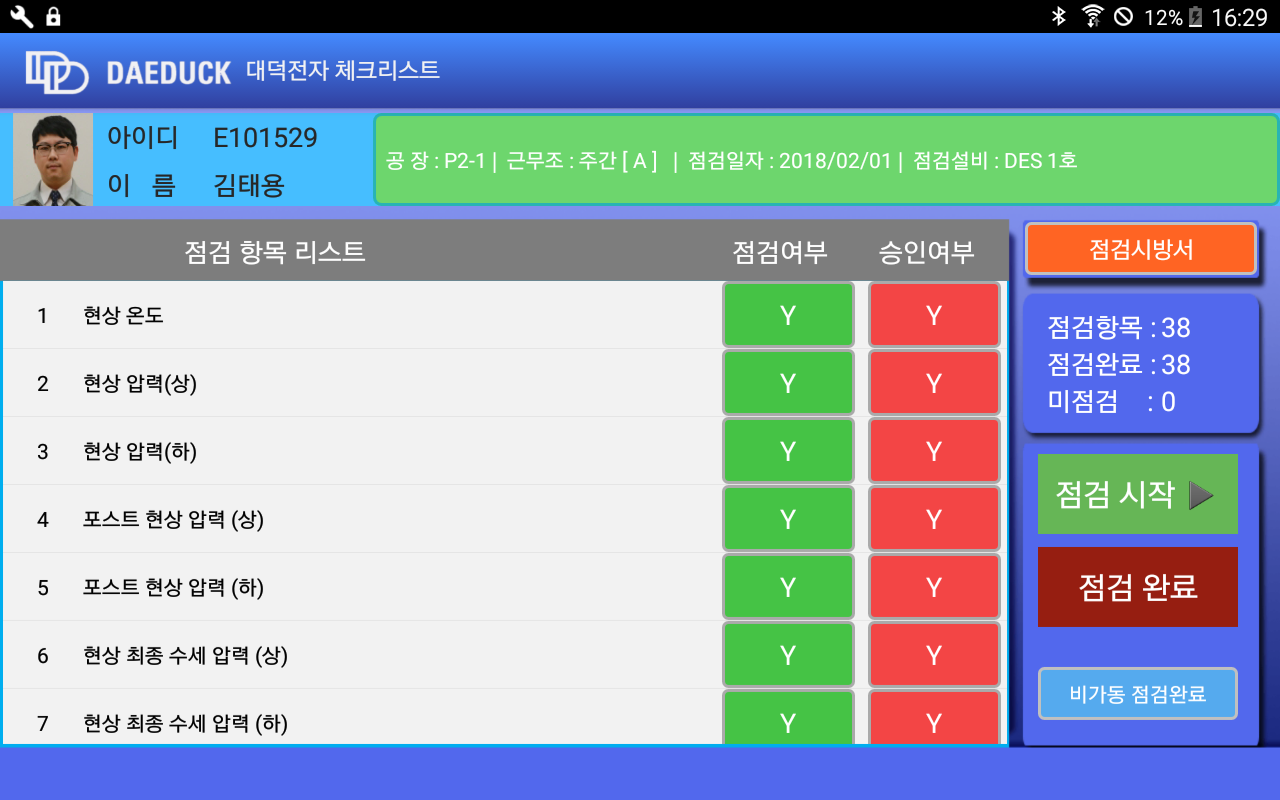 12% 16:29
DAEDUCK 대덕전자 체크리스트
아이디 E101529
이 름 김태용
공 장 : P2-1 | 근무조 : 주간 [ A ] | 점검일자 : 2018/02/01 | 점검설비 : DES 1호
점검 항목 리스트 점검여부 승인여부
1 현상 온도 Y Y
2 현상 압력(상) Y Y
3 현상 압력(하) Y Y
4 포스트 현상 압력 (상) Y Y
5 포스트 현상 압력 (하) Y Y
6 현상 최종 수세 압력 (상) Y Y
7 현상 최종 수세 압력 (하) Y Y
점검시방서
점검항목 : 38
점검완료 : 38
미점검 : 0
점검 시작
점검 완료
비가동 점검완료